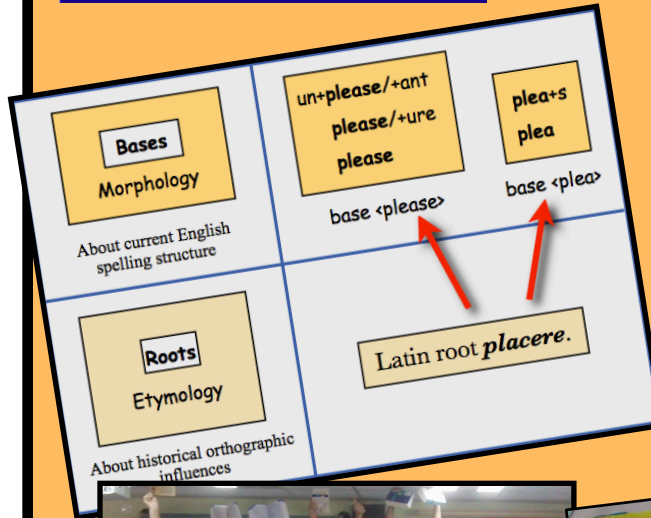 Bases
Morphology
About current English
spelling structure
un+please/+ant
please/+ure
please
base <please>
plea+s
plea
base <plea>
Roots
Etymology
About historical orthographic
influences
Latin root placere.